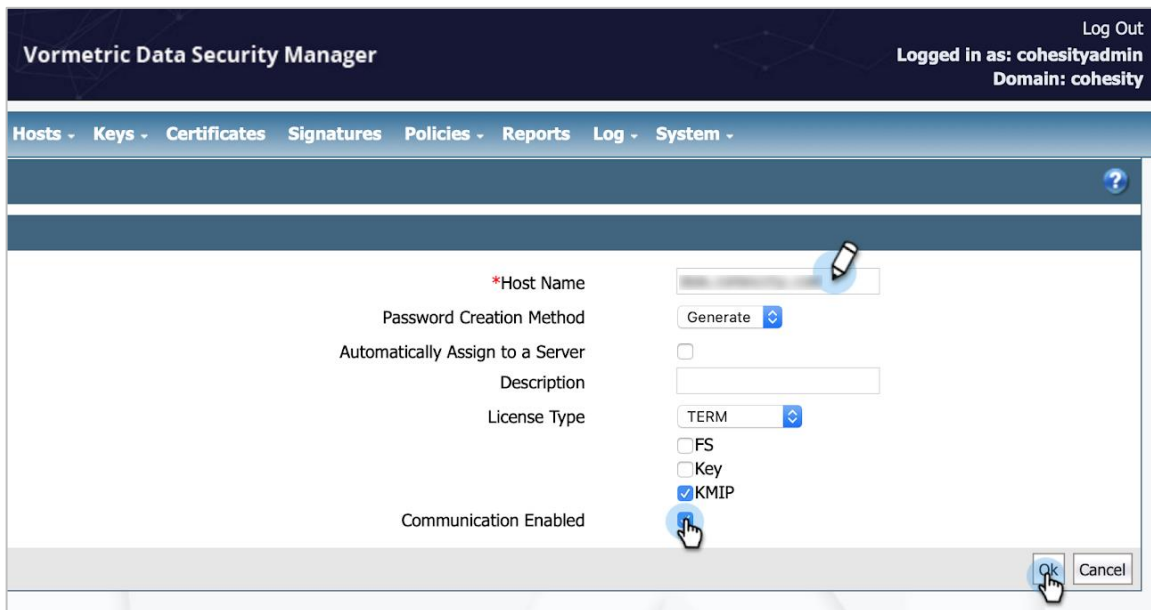 Log Out
Vormetric Data Security Manager
Logged in as: cohesityadmin
Domain: cohesity
Hosts Keys Certificates Signatures Policies Reports Log System
?
*Host Name
Password Creation Method Generate
Automatically Assign to a Server
Description
License Type TERM
FS
Key
KMIP
Communication Enabled
Ok Cancel